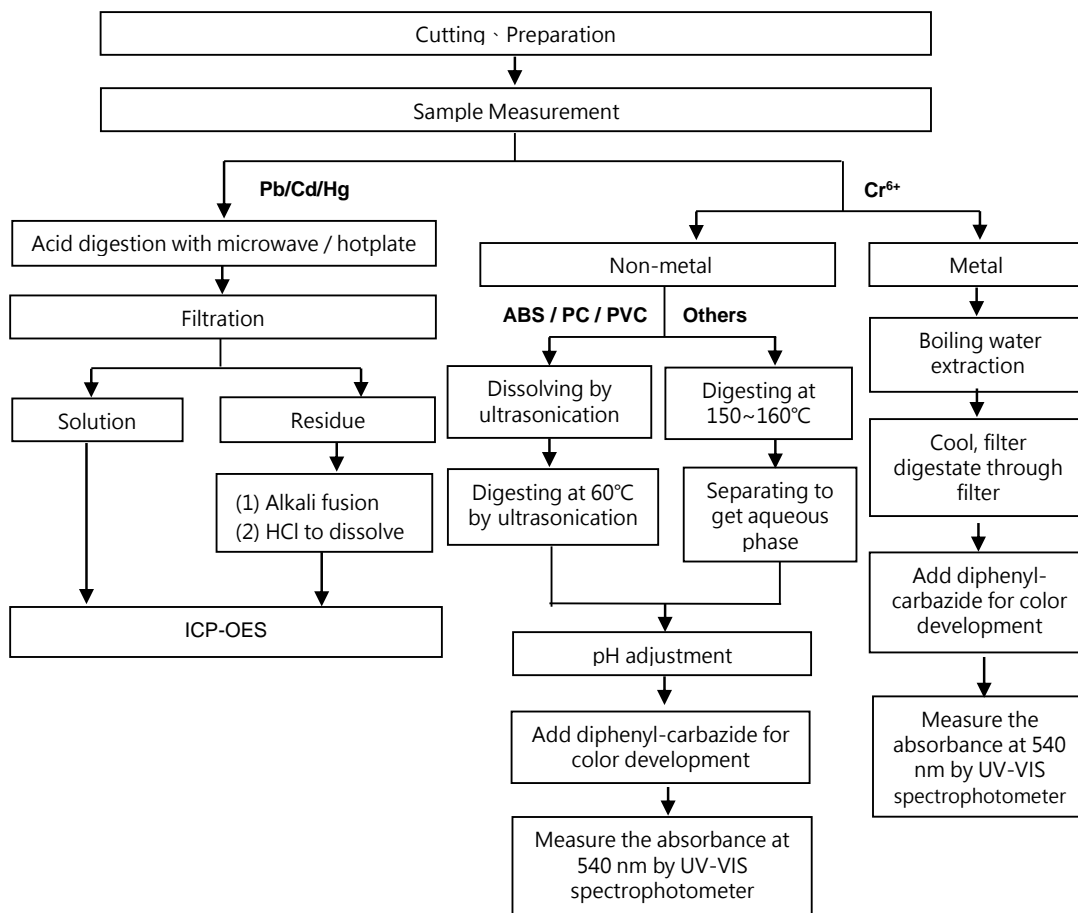 Cutting、Preparation
Sample Measurement
Pb/Cd/Hg
Cr⁶⁺
Acid digestion with microwave / hotplate
Non-metal
Metal
Filtration
ABS / PC / PVC
Others
Boiling water
extraction
Solution
Residue
Dissolving by
ultrasonication
Digesting at
150~160℃
Cool, filter
digestate through
filter
(1) Alkali fusion
(2) HCl to dissolve
Digesting at 60℃
by ultrasonication
Separating to
get aqueous
phase
Add diphenyl-
carbazide for color
development
ICP-OES
pH adjustment
Add diphenyl-carbazide for
color development
Measure the
absorbance at 540
nm by UV-VIS
spectrophotometer
Measure the absorbance at
540 nm by UV-VIS
spectrophotometer